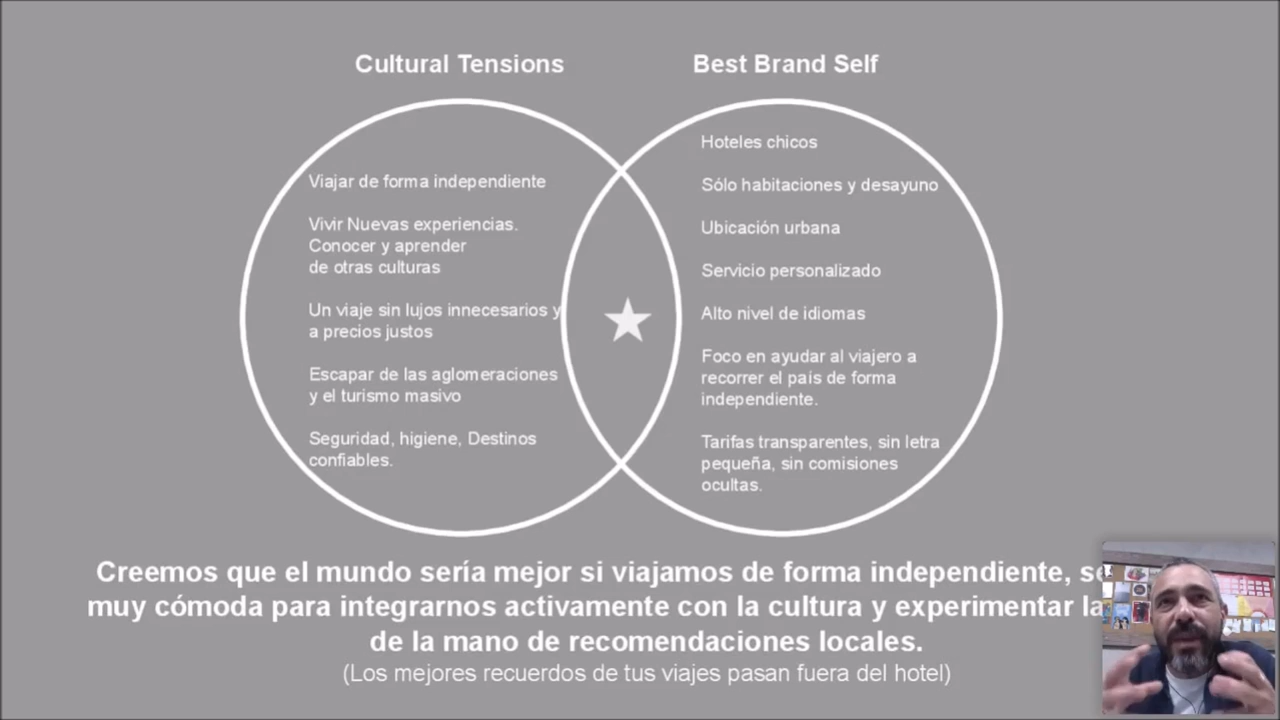 Cultural Tensions
Best Brand Self
Viajar de forma independiente
Vivir Nuevas experiencias.
Conocer y aprender
de otras culturas
Un viaje sin lujos innecesarios y
a precios justos
Escapar de las aglomeraciones
y el turismo masivo
Seguridad, higiene, Destinos
confiables.
Hoteles chicos
Sólo habitaciones y desayuno
Ubicación urbana
Servicio personalizado
Alto nivel de idiomas
Foco en ayudar al viajero a
recorrer el país de forma
independiente.
Tarifas transparentes, sin letra
pequeña, sin comisiones
ocultas.
Creemos que el mundo sería mejor si viajamos de forma independiente,
muy cómoda para integrarnos activamente con la cultura y experimentar
de la mano de recomendaciones locales.
(Los mejores recuerdos de tus viajes pasan fuera del hotel)